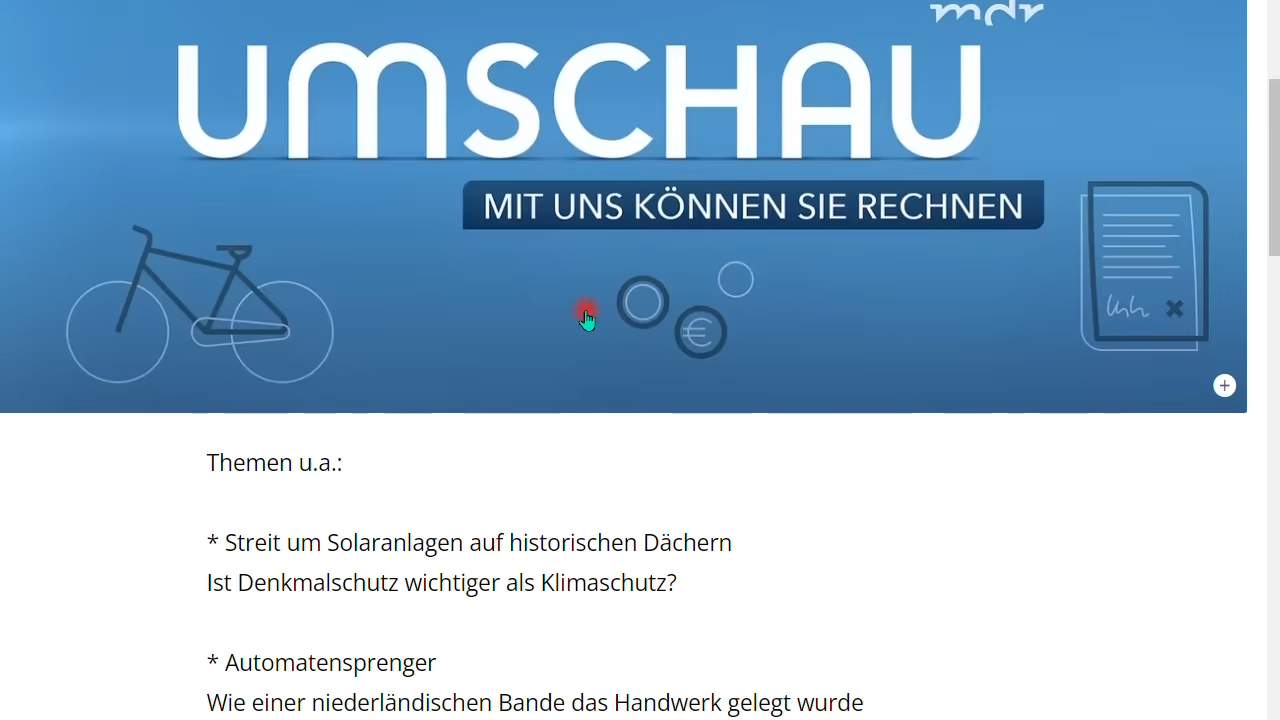 mdr
UMSCHAU
MIT UNS KÖNNEN SIE RECHNEN
€
Themen u.a.:
* Streit um Solaranlagen auf historischen Dächern
Ist Denkmalschutz wichtiger als Klimaschutz?
* Automatensprenger
Wie einer niederländischen Bande das Handwerk gelegt wurde